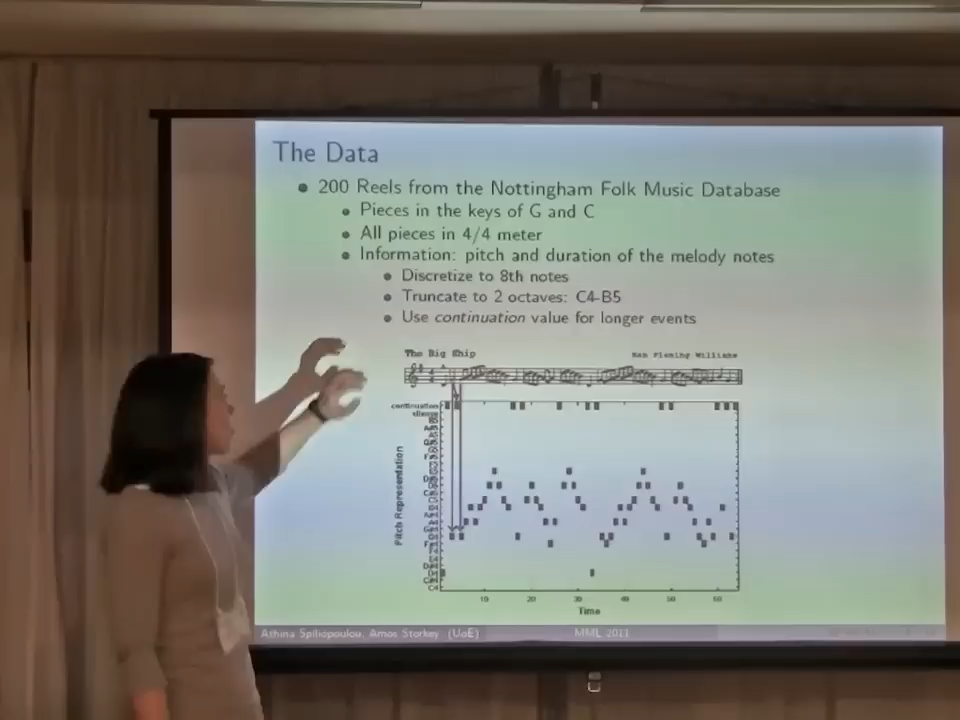 The Data
200 Reels from the Nottingham Folk Music Database
Pieces in the keys of G and C
All pieces in 4/4 meter
Information: pitch and duration of the melody notes
Discretize to 8th notes
Truncate to 2 octaves: C4-B5
Use continuation value for longer events
The Big Ship
continuation
Pitch Representation
C4
10 20 30 40 50 60
Time
Athina Spiliopoulou, Amos Storkey (UoE) MML 2011